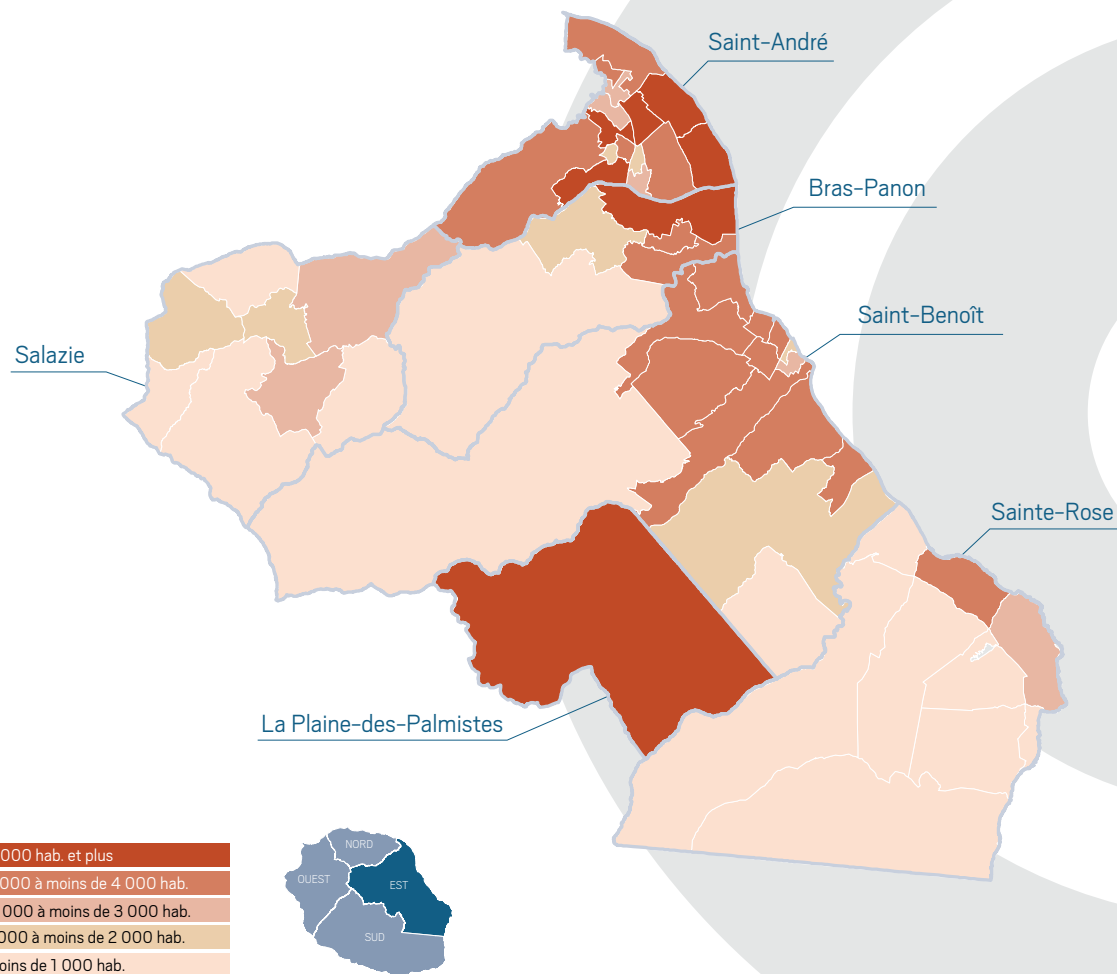 Saint-André
Bras-Panon
Saint-Benoît
Salazie
Sainte-Rose
La Plaine-des-Palmistes
000 hab. et plus
000 à moins de 4 000 hab.
000 à moins de 3 000 hab.
000 à moins de 2 000 hab.
oins de 1 000 hab.
NORD
OUEST
EST
SUD